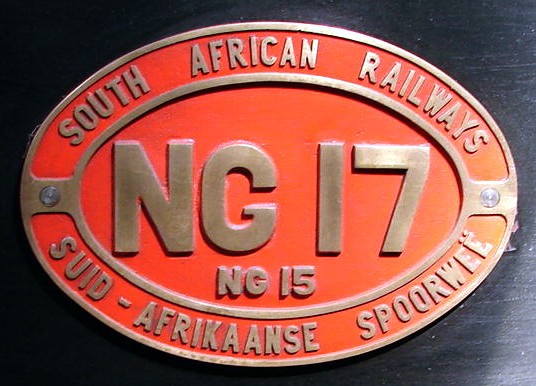 SOUTH AFRICAN RAILWAYS
NG 17
NG 15
SUID-AFRIKAANSE SPOORWEË